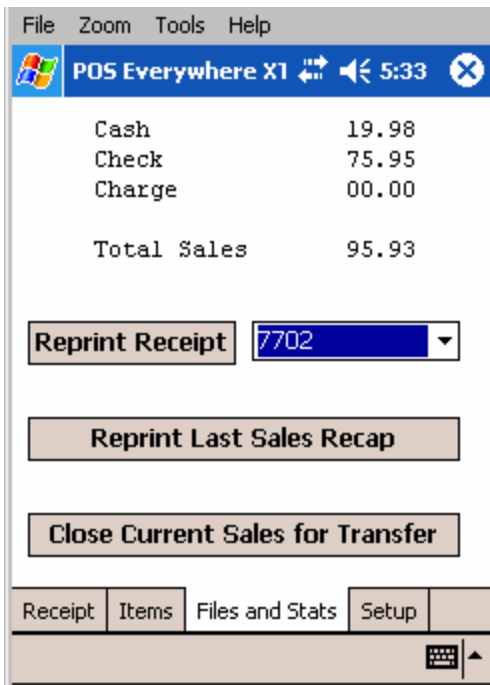 File Zoom Tools Help
POS Everywhere X1 5:33
Cash 19.98
Check 75.95
Charge 00.00
Total Sales 95.93
Reprint Receipt 7702
Reprint Last Sales Recap
Close Current Sales for Transfer
Receipt Items Files and Stats Setup